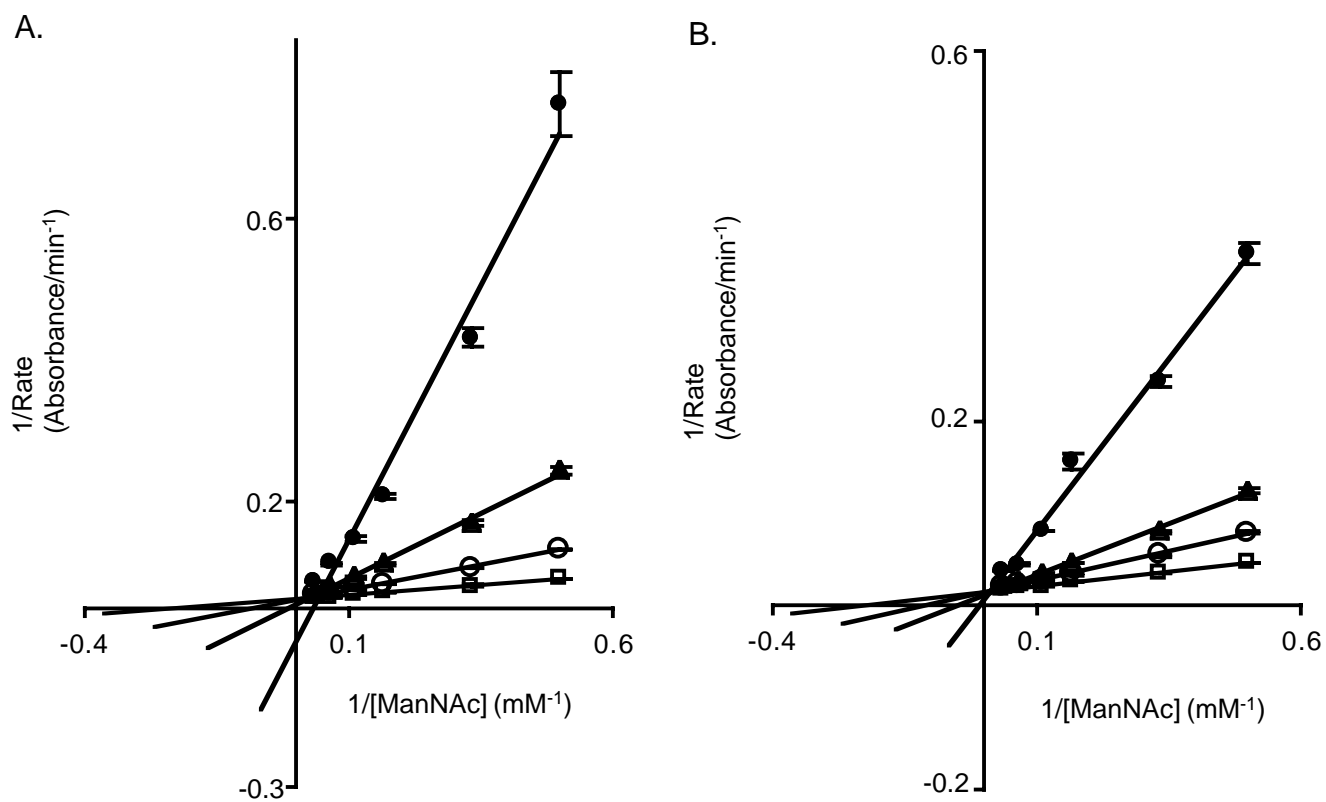 A.
0.6
1/Rate
(Absorbance/min-1)
0.2
-0.4
0.1
0.6
1/[ManNAc] (mM-1)
-0.3
B.
0.6
1/Rate
(Absorbance/min-1)
0.2
-0.4
0.1
0.6
1/[ManNAc] (mM-1)
-0.2